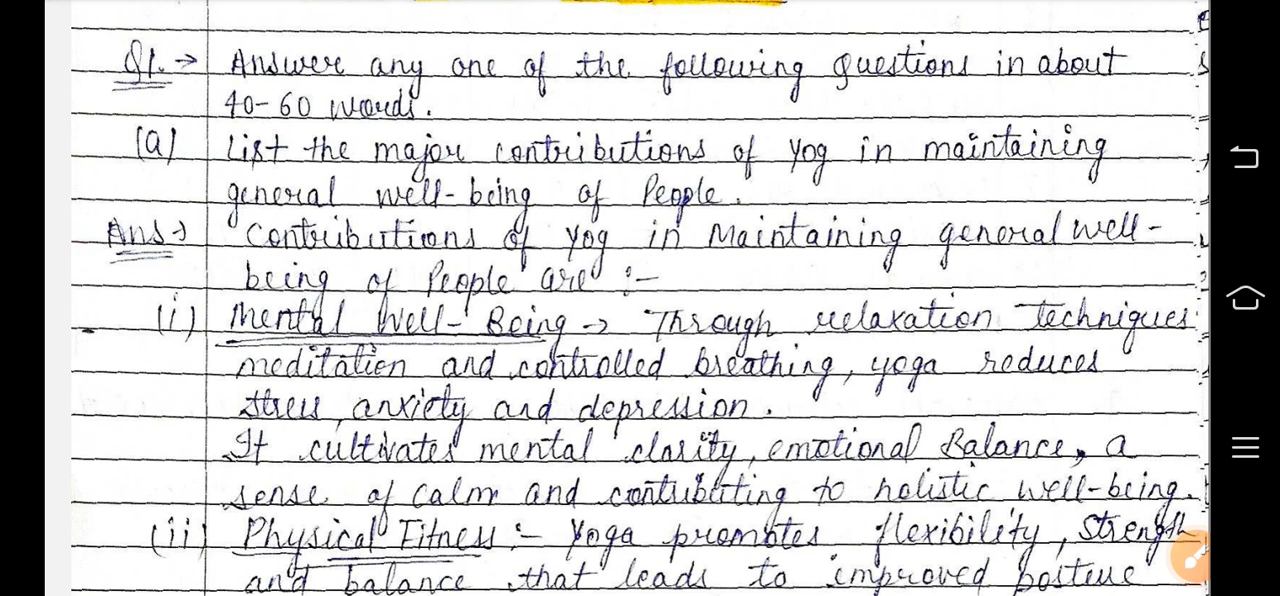 Q1. → Answer any one of the following questions in about
40-60 words.
(a) List the major contributions of yog in maintaining
general well-being of People.
Ans → Contributions of yog in Maintaining general well-
being of People are :-
(i) Mental Well-Being → Through relaxation techniques
meditation and controlled breathing, yoga reduces
stress, anxiety and depression.
It cultivates mental clarity, emotional Balance, a
sense of calm and contributing to holistic well-being.
(ii) Physical Fitness :- Yoga promotes flexibility, strength
and balance that leads to improved posture